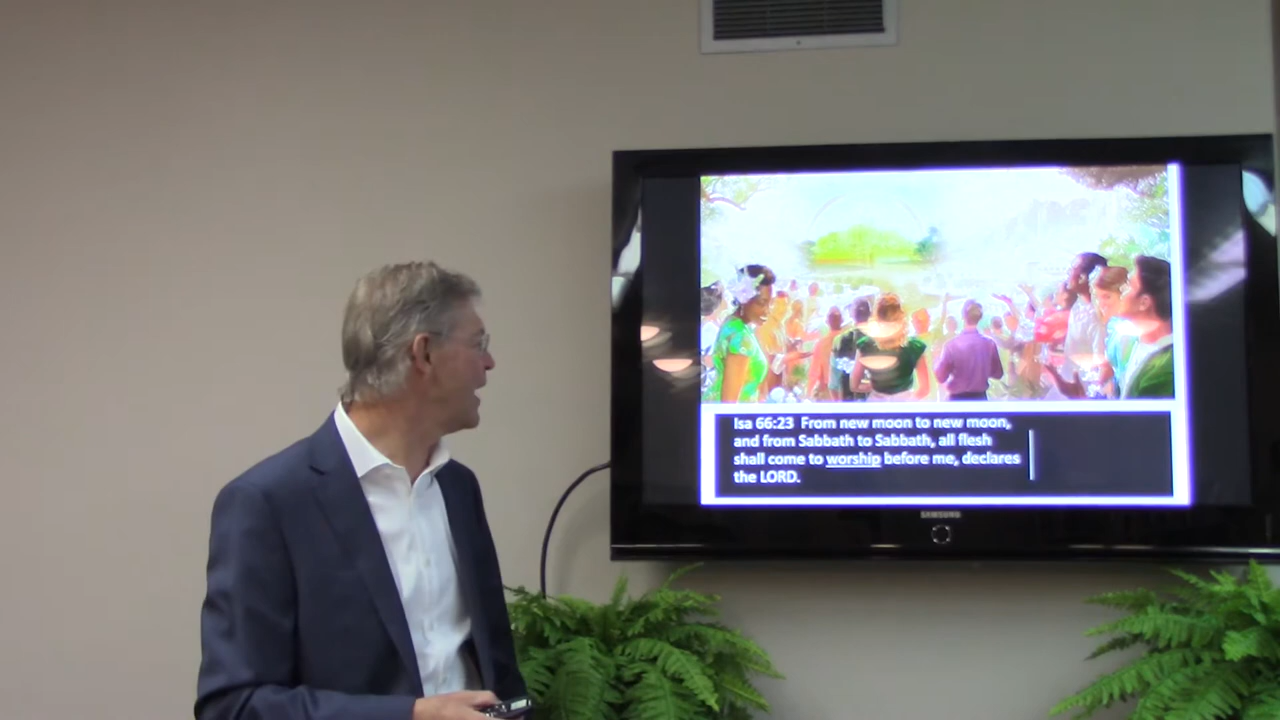 Isa 66:23 From new moon to new moon,
and from Sabbath to Sabbath, all flesh
shall come to worship before me, declares
the LORD.
SAMSUNG